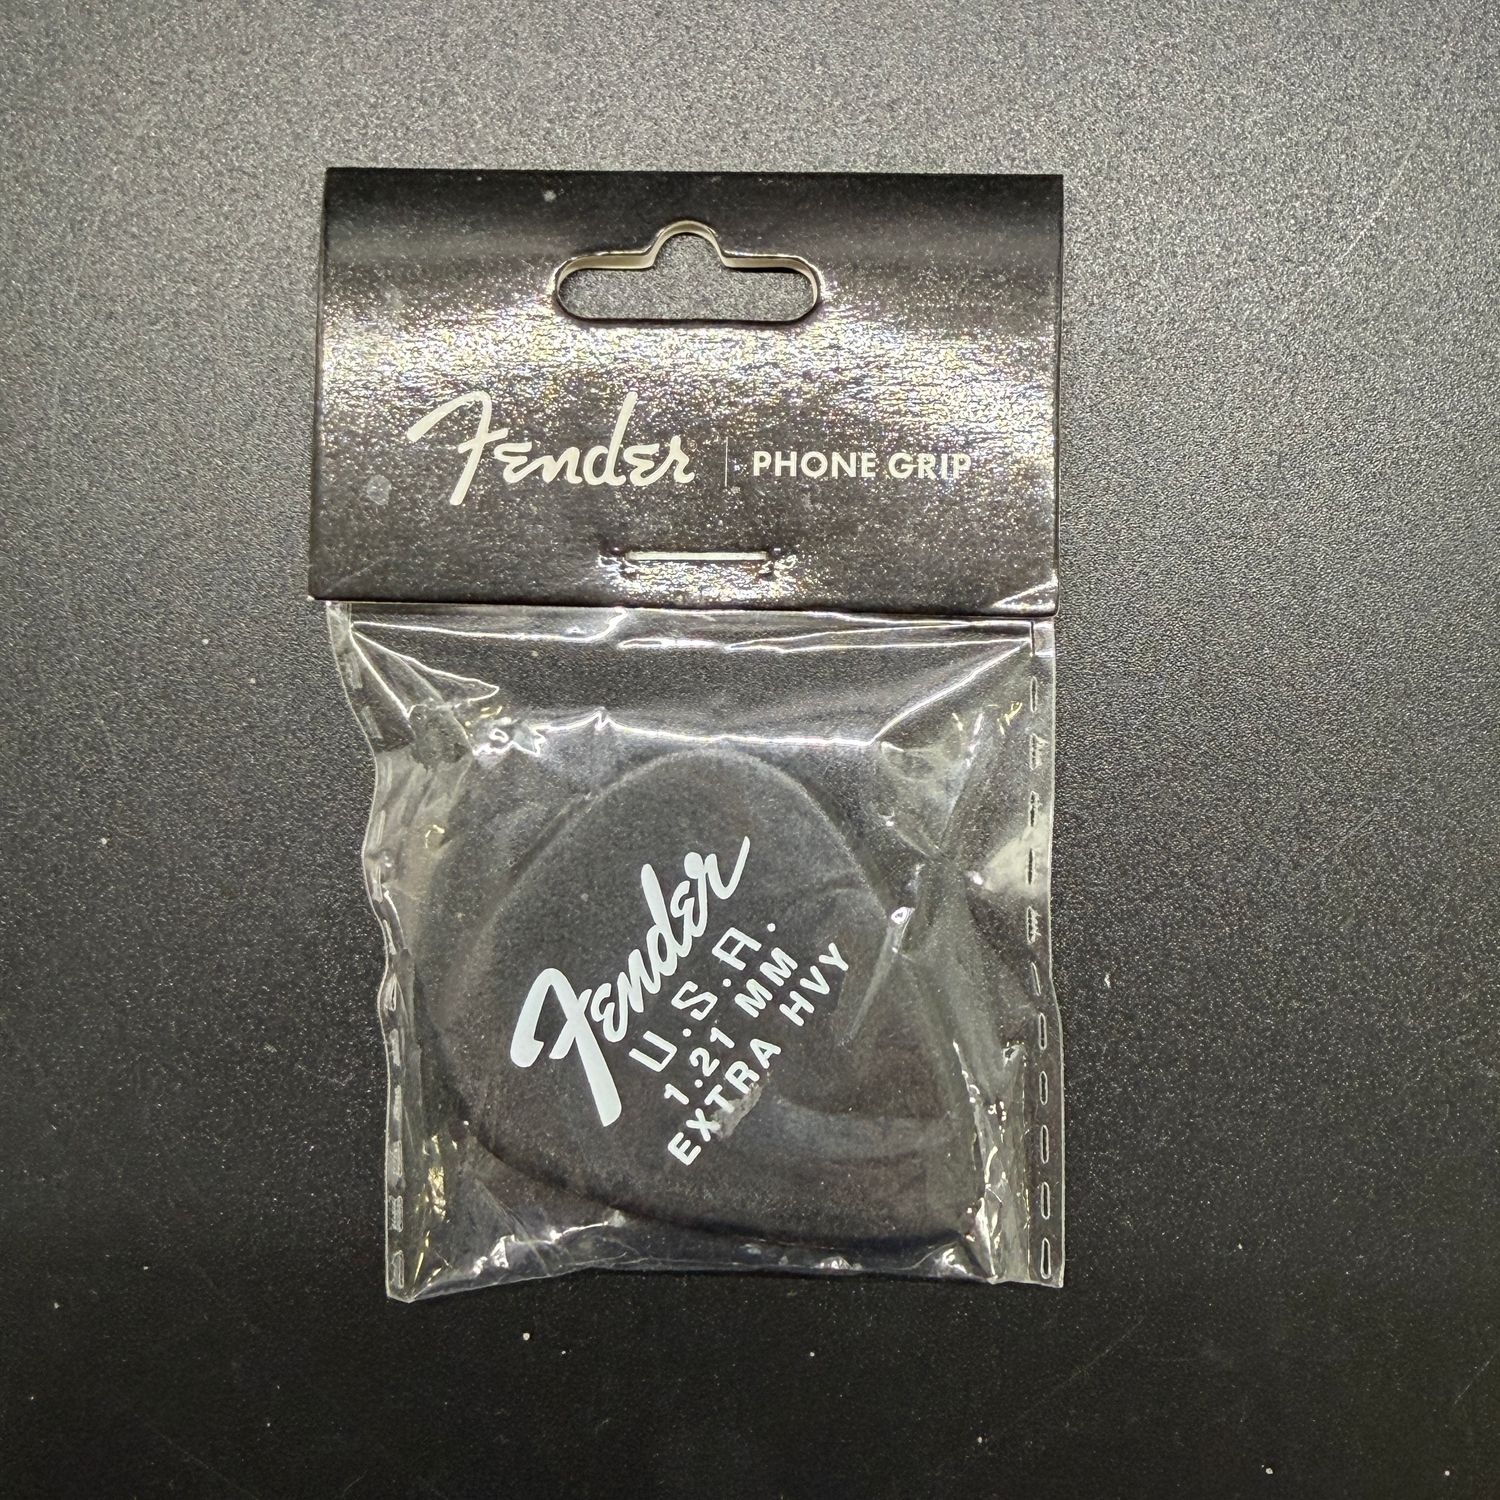 Fender | PHONE GRIP
Fender
U.S.A.
1.21 MM
EXTRA HVY